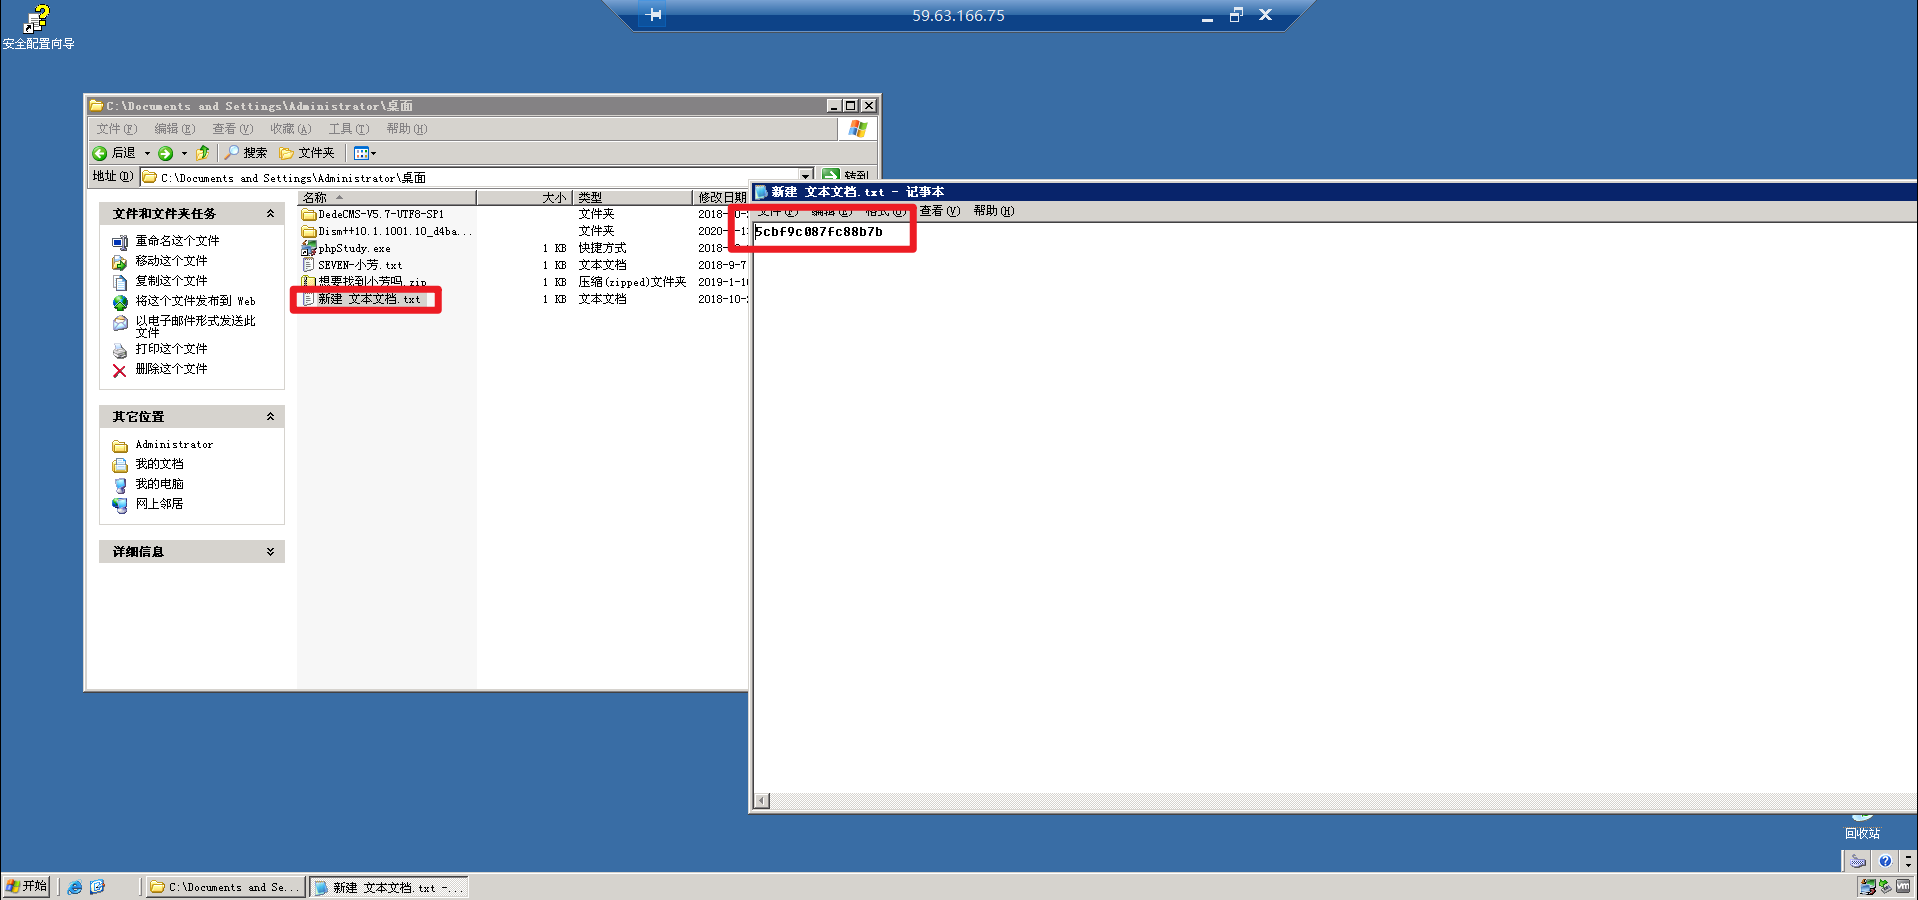 59.63.166.75
安全配置向导
C:\Documents and Settings\Administrator\桌面
文件(F) 编辑(E) 查看(V) 收藏(A) 工具(T) 帮助(H)
后退 搜索 文件夹
地址(D) C:\Documents and Settings\Administrator\桌面 转到
文件和文件夹任务
重命名这个文件
移动这个文件
复制这个文件
将这个文件发布到 Web
以电子邮件形式发送此
文件
打印这个文件
删除这个文件
其它位置
Administrator
我的文档
我的电脑
网上邻居
详细信息
名称 大小 类型 修改日期
DedeCMS-V5.7-UTF8-SP1 文件夹 2018-10-
Dism++10.1.1001.10_d4ba... 文件夹 2020-
phpStudy.exe 1 KB 快捷方式 2018-
SEVEN-小芳.txt 1 KB 文本文档 2018-9-7
想要找到小芳吗.zip 1 KB 压缩(zipped)文件夹 2019-1-10
新建 文本文档.txt 1 KB 文本文档 2018-10-
新建 文本文档.txt - 记事本
文件(F) 编辑(E) 格式(O) 查看(V) 帮助(H)
5cbf9c087fc88b7b
回收站
开始
C:\Documents and Se...
新建 文本文档.txt -...